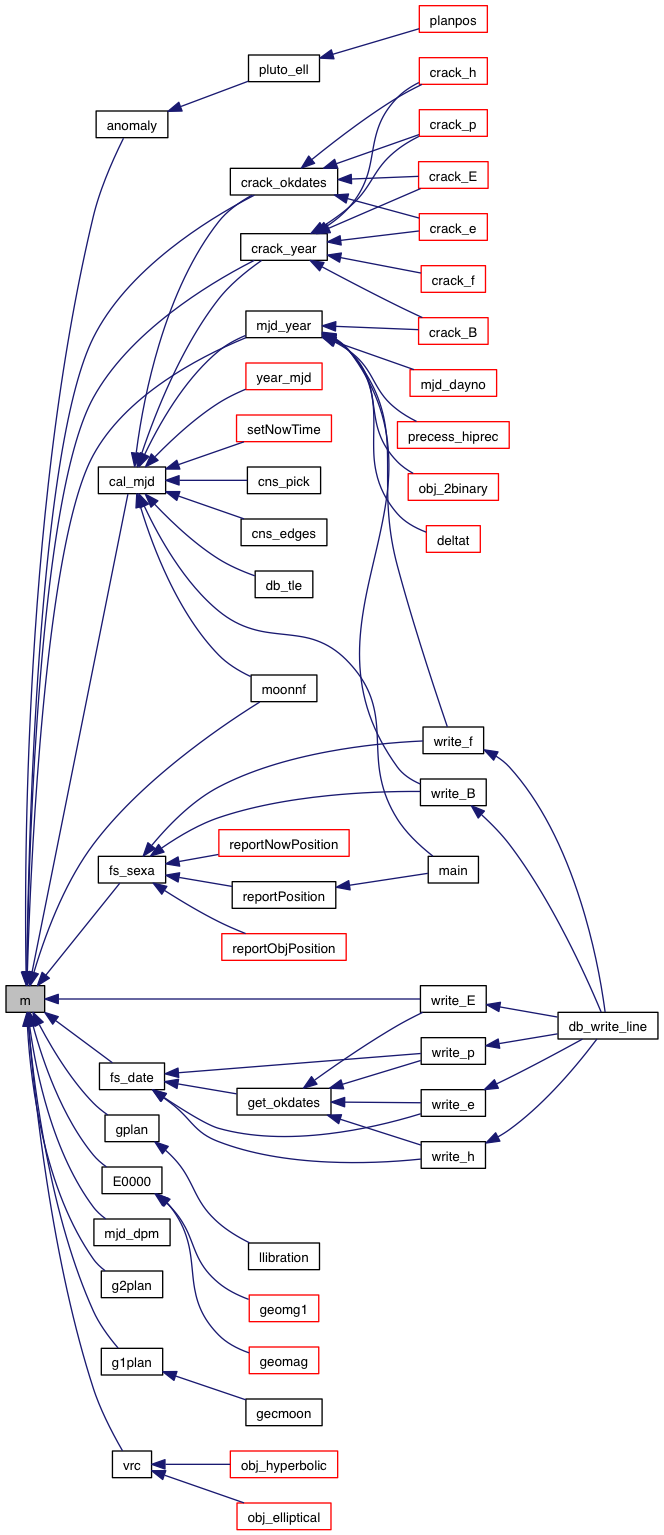 planpos
pluto_ell
crack_h
anomaly
crack_p
crack_okdates
crack_E
crack_e
crack_year
crack_f
mjd_year
crack_B
year_mjd
mjd_dayno
setNowTime
precess_hiprec
cal_mjd
cns_pick
obj_2binary
cns_edges
deltat
db_tle
moonnf
write_f
write_B
reportNowPosition
fs_sexa
main
reportPosition
reportObjPosition
m
write_E
db_write_line
write_p
fs_date
get_okdates
write_e
gplan
write_h
E0000
mjd_dpm
llibration
g2plan
geomg1
g1plan
geomag
gecmoon
vrc
obj_hyperbolic
obj_elliptical